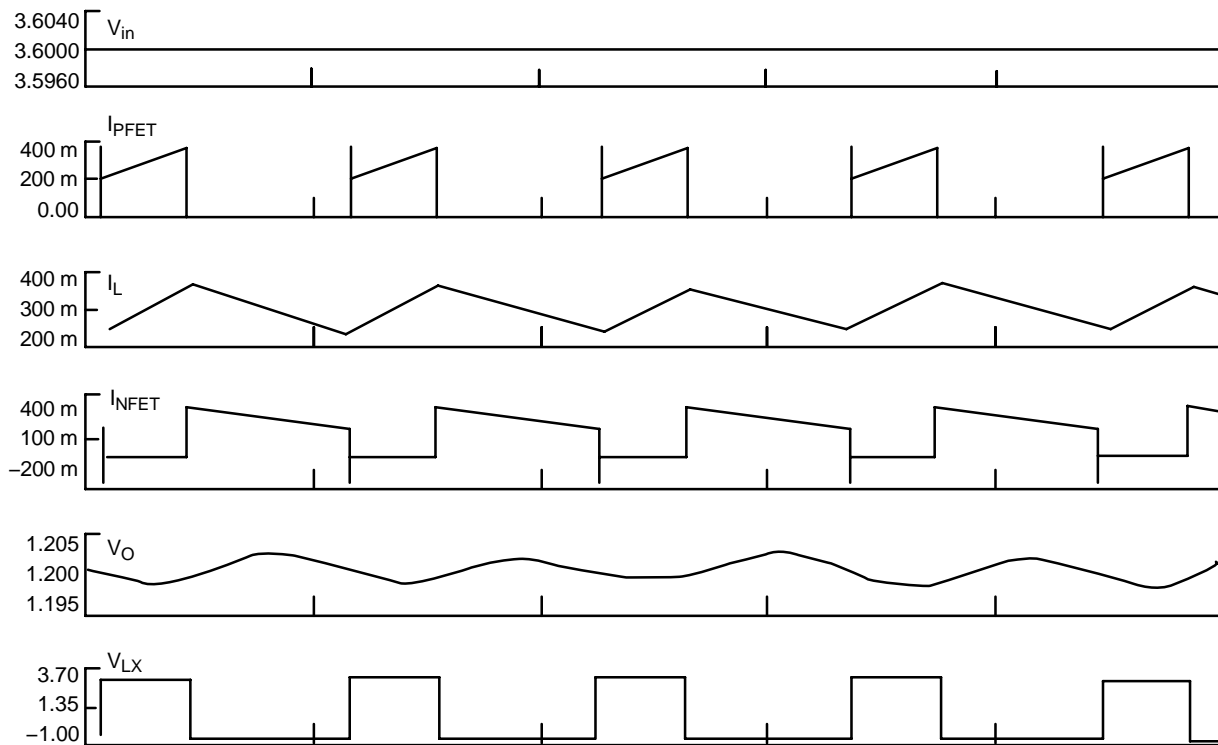 3.6040
V_in
3.6000
3.5960
I_PFET
400 m
200 m
0.00
400 m
I_L
300 m
200 m
I_NFET
400 m
100 m
–200 m
1.205
V_O
1.200
1.195
V_LX
3.70
1.35
–1.00